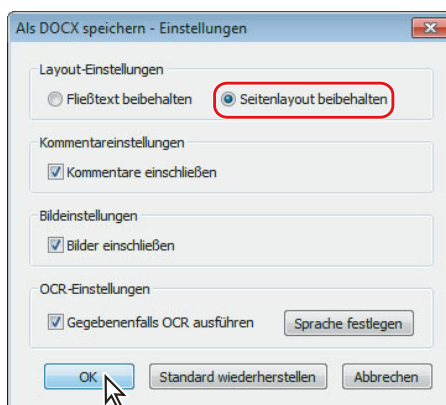 Als DOCX speichern - Einstellungen
Layout-Einstellungen
Fließtext beibehalten Seitenlayout beibehalten
Kommentareinstellungen
Kommentare einschließen
Bildeinstellungen
Bilder einschließen
OCR-Einstellungen
Gegebenenfalls OCR ausführen Sprache festlegen
OK Standard wiederherstellen Abbrechen